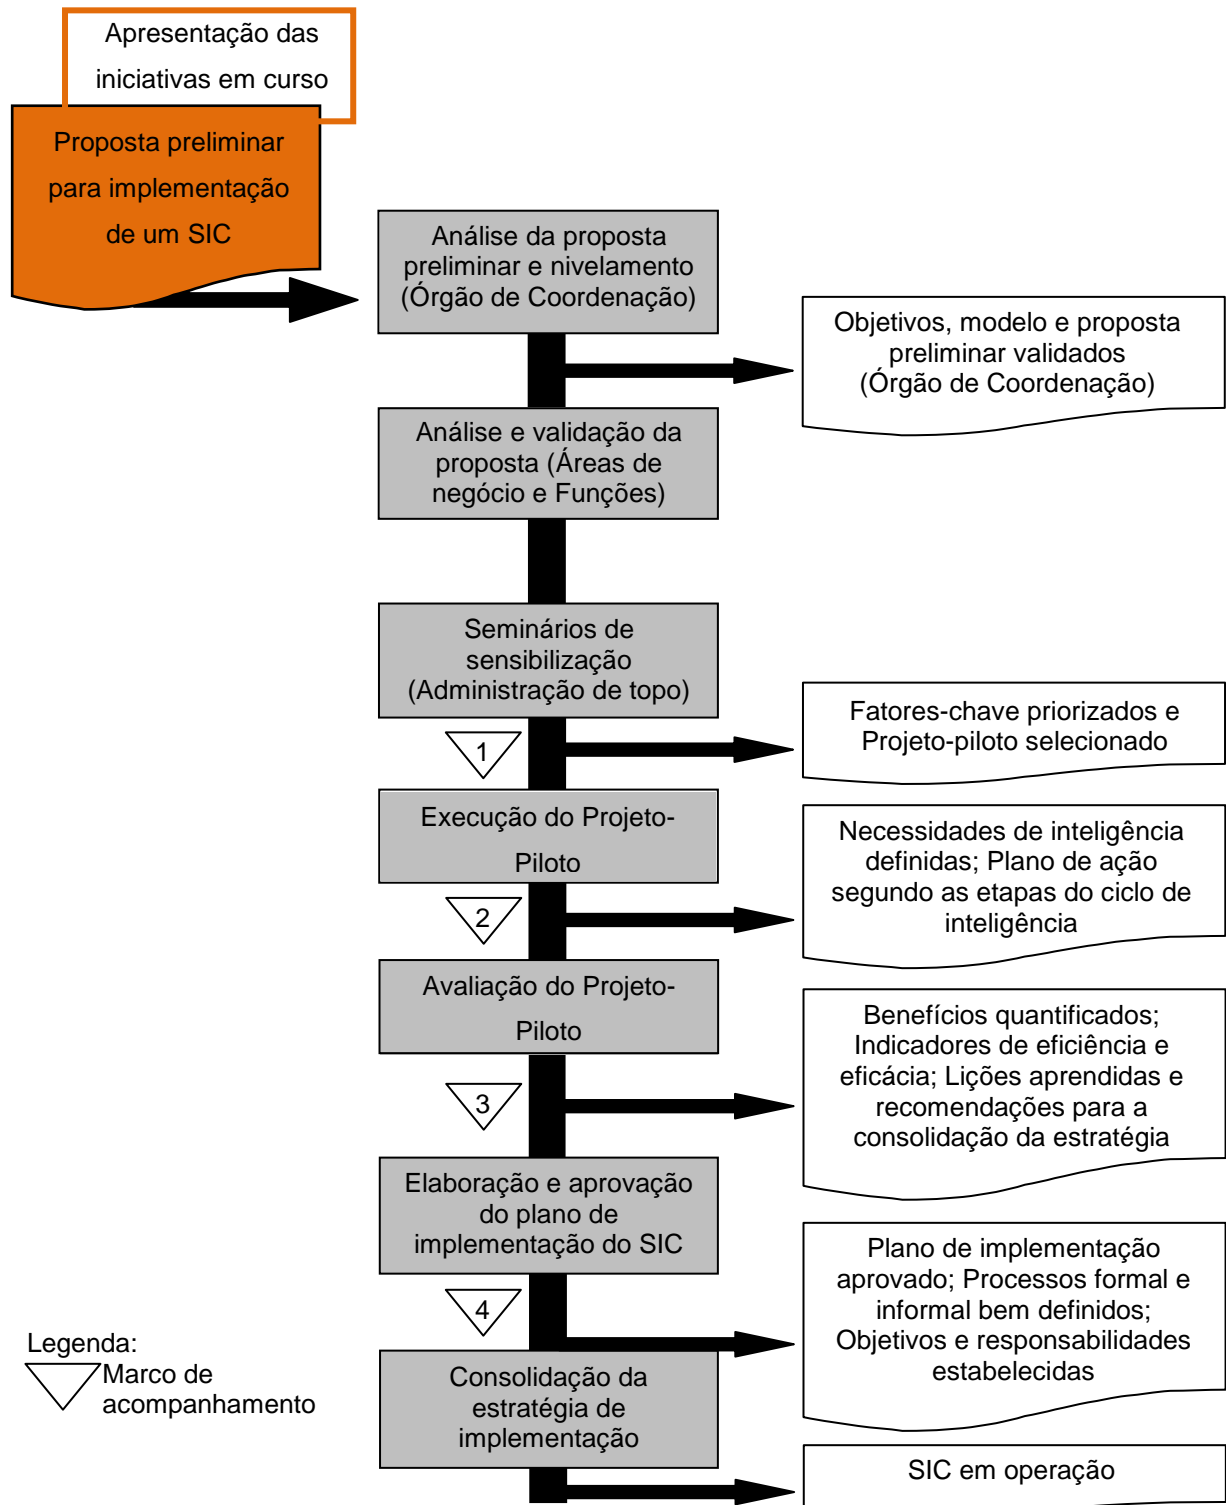 Apresentação das
iniciativas em curso
Proposta preliminar
para implementação
de um SIC
Análise da proposta
preliminar e nivelamento
(Órgão de Coordenação)
Objetivos, modelo e proposta
preliminar validados
(Órgão de Coordenação)
Análise e validação da
proposta (Áreas de
negócio e Funções)
Seminários de
sensibilização
(Administração de topo)
1
Fatores-chave priorizados e
Projeto-piloto selecionado
Execução do Projeto-
Piloto
2
Necessidades de inteligência
definidas; Plano de ação
segundo as etapas do ciclo de
inteligência
Avaliação do Projeto-
Piloto
3
Benefícios quantificados;
Indicadores de eficiência e
eficácia; Lições aprendidas e
recomendações para a
consolidação da estratégia
Elaboração e aprovação
do plano de
implementação do SIC
4
Plano de implementação
aprovado; Processos formal e
informal bem definidos;
Objetivos e responsabilidades
estabelecidas
Legenda:
Marco de
acompanhamento
Consolidação da
estratégia de
implementação
SIC em operação